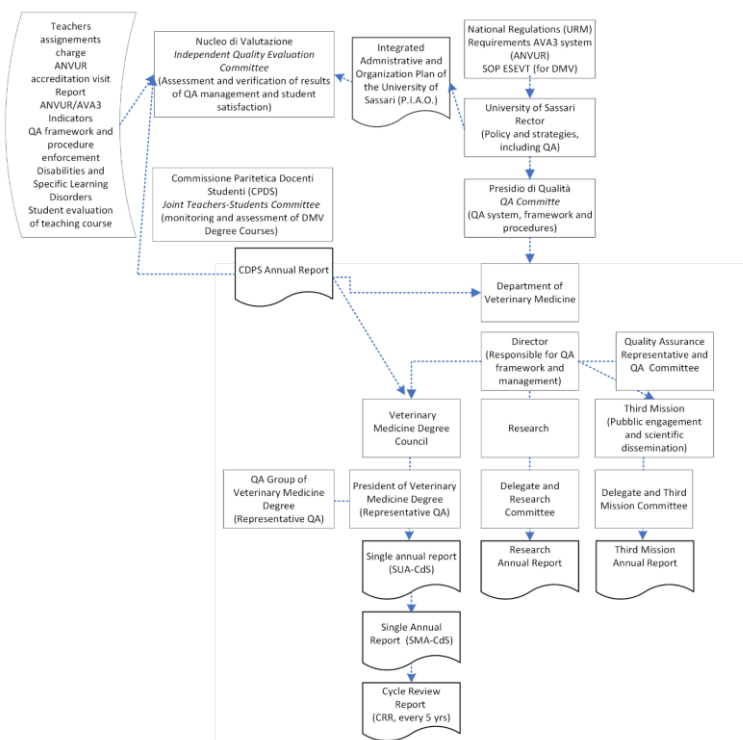 Teachers
assignements
charge
ANVUR
accreditation visit
Report
ANVUR/AVA3
Indicators
QA framework and
procedure
enforcement
Disabilities and
Specific Learning
Disorders
Student evaluation
of teaching course
Nucleo di Valutazione
Independent Quality Evaluation
Committee
(Assessment and verification of results
of QA management and student
satisfaction)
Integrated
Admnistrative and
Organization Plan of
the University of
Sassari (P.I.A.O.)
National Regulations (URM)
Requirements AVA3 system
(ANVUR)
SOP ESEVT (for DMV)
University of Sassari
Rector
(Policy and strategies,
including QA)
Commissione Paritetica Docenti
Studenti (CPDS)
Joint Teachers-Students Committee
(monitoring and assessment of DMV
Degree Courses)
Presidio di Qualità
QA Committe
(QA system, framework and
procedures)
CDPS Annual Report
Department of
Veterinary Medicine
Director
(Responsible for QA
framework and
management)
Quality Assurance
Representative and
QA Committee
Veterinary
Medicine Degree
Council
Research
Third Mission
(Pubblic engagement
and scientific
dissemination)
QA Group of
Veterinary Medicine
Degree
(Representative QA)
President of Veterinary
Medicine Degree
(Representative QA)
Delegate and
Research
Committee
Delegate and Third
Mission Committee
Single annual report
(SUA-CdS)
Research
Annual Report
Third Mission
Annual Report
Single Annual
Report (SMA-CdS)
Cycle Review
Report
(CRR, every 5 yrs)